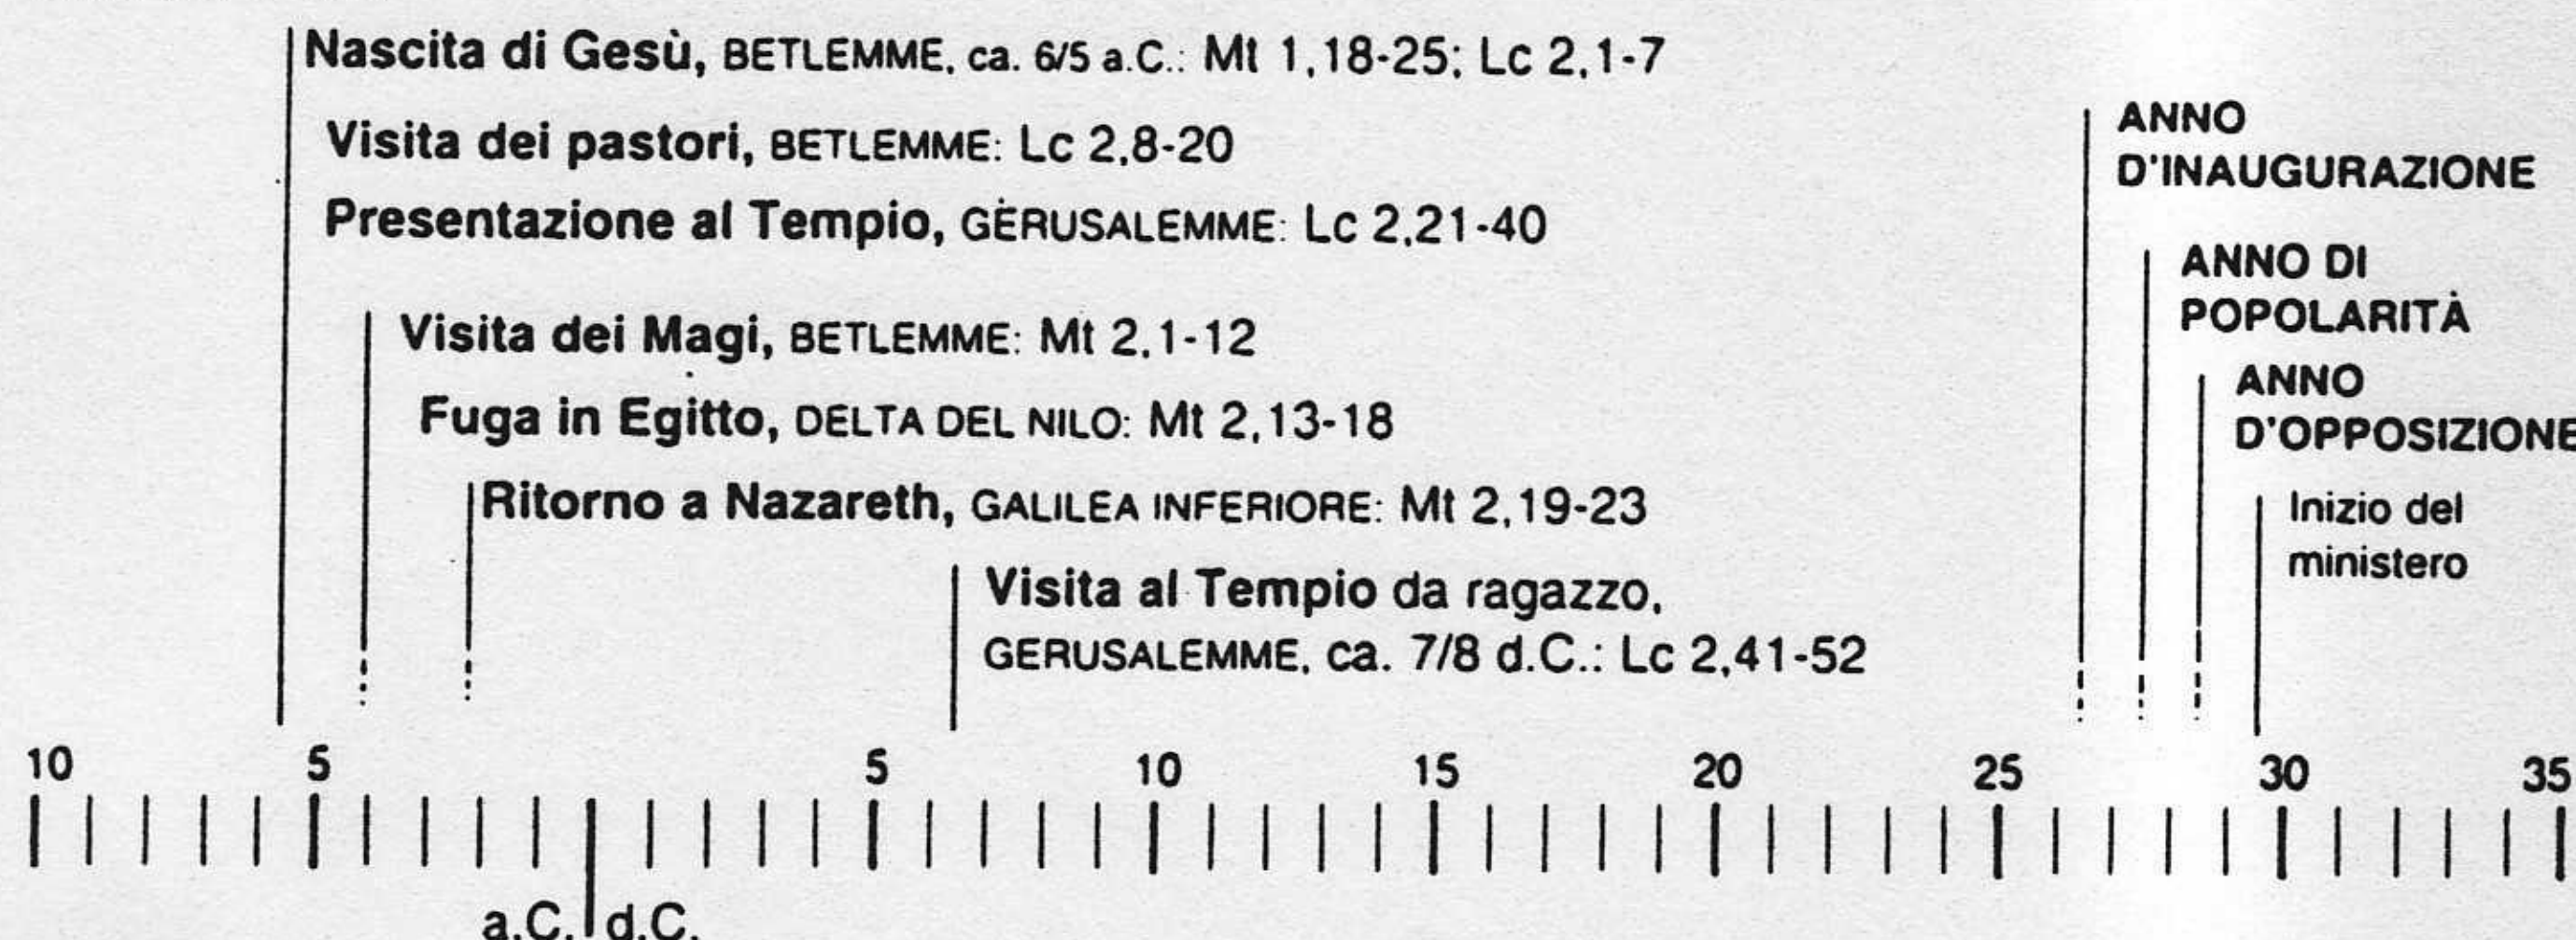 Nascita di Gesù, BETLEMME, ca. 6/5 a.C.: Mt 1,18-25; Lc 2,1-7
Visita dei pastori, BETLEMME: Lc 2,8-20
Presentazione al Tempio, GERUSALEMME: Lc 2,21-40
Visita dei Magi, BETLEMME: Mt 2,1-12
Fuga in Egitto, DELTA DEL NILO: Mt 2,13-18
Ritorno a Nazareth, GALILEA INFERIORE: Mt 2,19-23
Visita al Tempio da ragazzo,
GERUSALEMME, ca. 7/8 d.C.: Lc 2,41-52
ANNO
D'INAUGURAZIONE
ANNO DI
POPOLARITÀ
ANNO
D'OPPOSIZIONE
Inizio del
ministero
10 5 5 10 15 20 25 30 35
a.C. d.C.